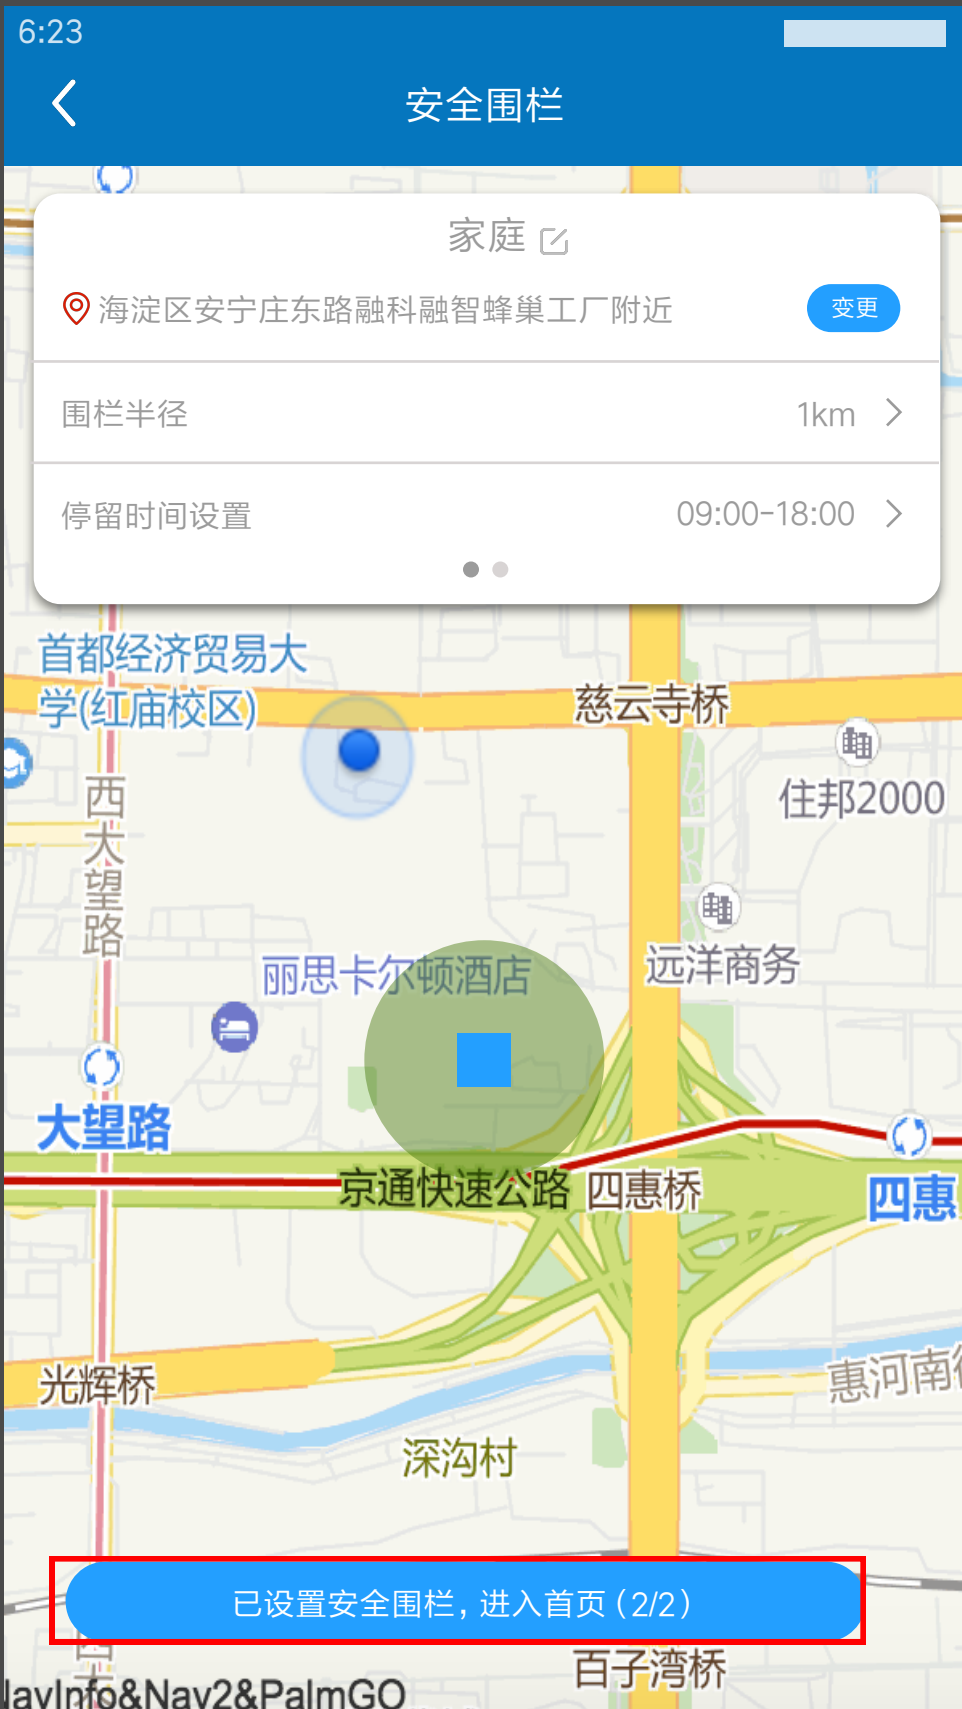 6:23
安全围栏
家庭
海淀区安宁庄东路融科融智蜂巢工厂附近
变更
围栏半径
1km
停留时间设置
09:00-18:00
首都经济贸易大
学(红庙校区)
慈云寺桥
住邦2000
西大望路
远洋商务
丽思卡尔顿酒店
大望路
京通快速公路
四惠桥
四惠
光辉桥
惠河南
深沟村
已设置安全围栏，进入首页（2/2）
百子湾桥
NavInfo&Nav2&PalmGO